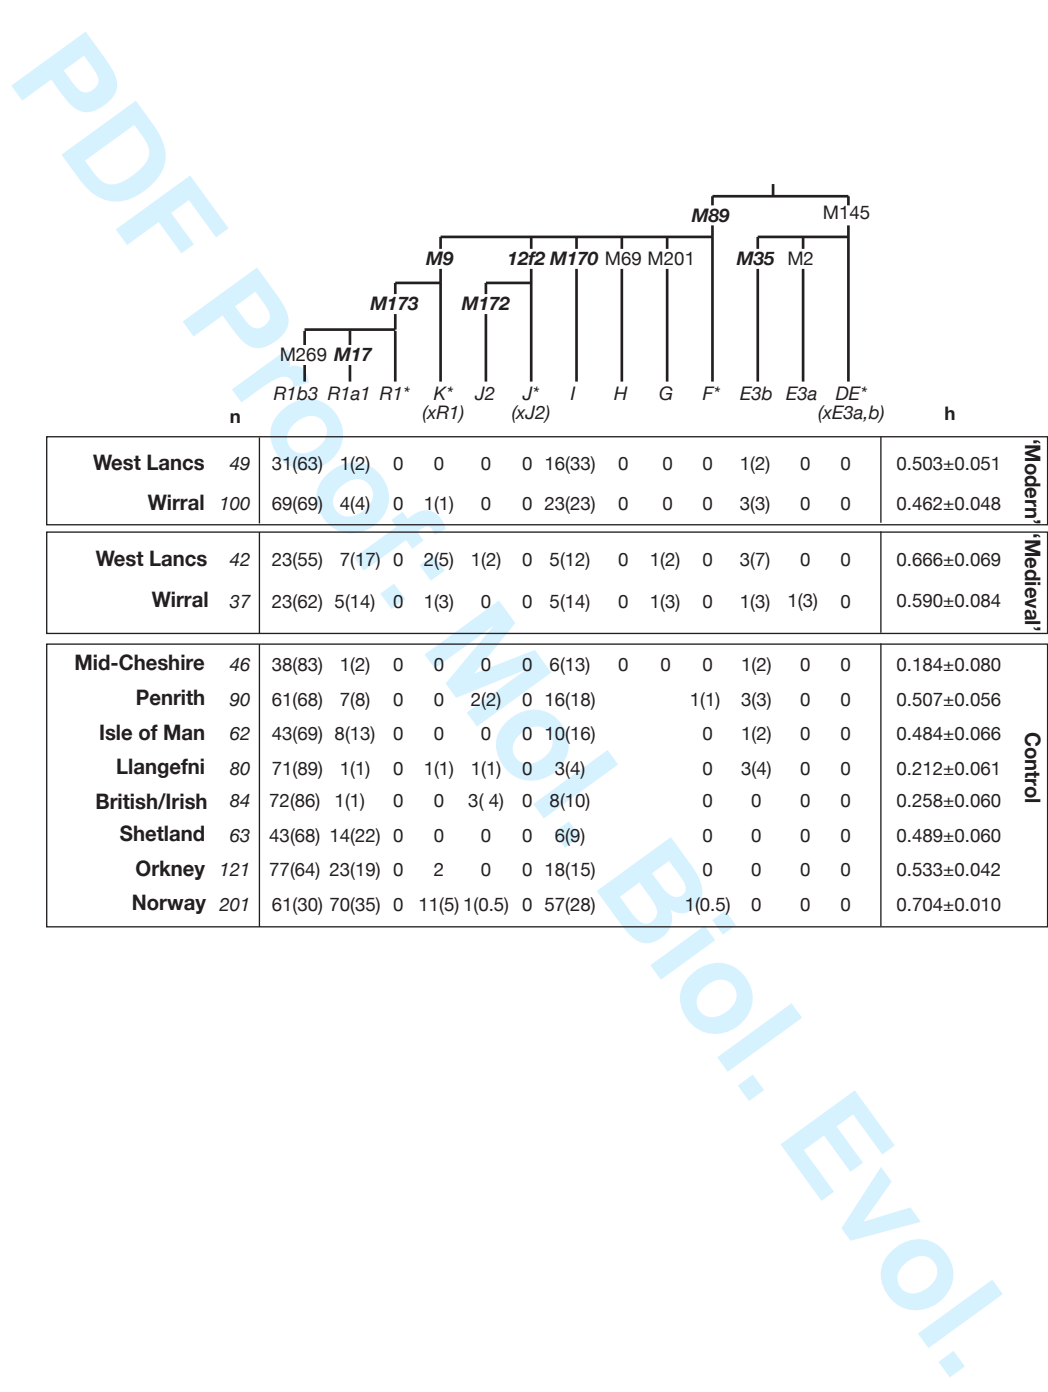 M89 M145
M9 12f2 M170 M69 M201 M35 M2
M173 M172
M269 M17
R1b3 R1a1 R1* K* J2 J* I H G F* E3b E3a DE*
(xR1) (xJ2) (xE3a,b)
n h
West Lancs 49 31(63) 1(2) 0 0 0 0 16(33) 0 0 0 1(2) 0 0 0.503±0.051
Wirral 100 69(69) 4(4) 0 1(1) 0 0 23(23) 0 0 0 3(3) 0 0 0.462±0.048
'Modern'
West Lancs 42 23(55) 7(17) 0 2(5) 1(2) 0 5(12) 0 1(2) 0 3(7) 0 0 0.666±0.069
Wirral 37 23(62) 5(14) 0 1(3) 0 0 5(14) 0 1(3) 0 1(3) 1(3) 0 0.590±0.084
'Medieval'
Mid-Cheshire 46 38(83) 1(2) 0 0 0 0 6(13) 0 0 0 1(2) 0 0 0.184±0.080
Penrith 90 61(68) 7(8) 0 0 2(2) 0 16(18) 1(1) 3(3) 0 0 0.507±0.056
Isle of Man 62 43(69) 8(13) 0 0 0 0 10(16) 0 1(2) 0 0 0.484±0.066
Llangefni 80 71(89) 1(1) 0 1(1) 1(1) 0 3(4) 0 3(4) 0 0 0.212±0.061
British/Irish 84 72(86) 1(1) 0 0 3( 4) 0 8(10) 0 0 0 0 0.258±0.060
Shetland 63 43(68) 14(22) 0 0 0 0 6(9) 0 0 0 0 0.489±0.060
Orkney 121 77(64) 23(19) 0 2 0 0 18(15) 0 0 0 0 0.533±0.042
Norway 201 61(30) 70(35) 0 11(5) 1(0.5) 0 57(28) 1(0.5) 0 0 0 0.704±0.010
Control
PDF Proof: Mol. Biol. Evol.